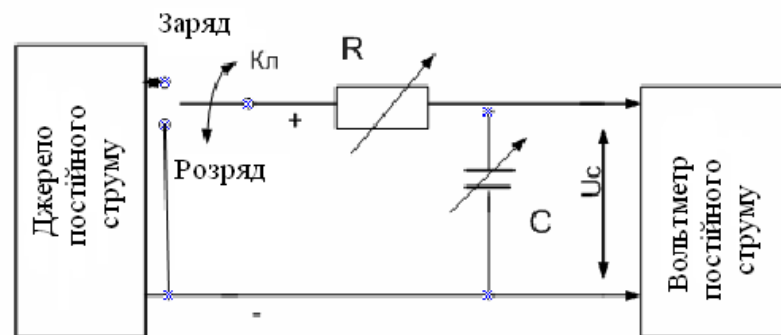 Заряд
Кл
R
+
Розряд
C
Uc
-
Джерело
постійного
струму
Вольтметр
постійного
струму